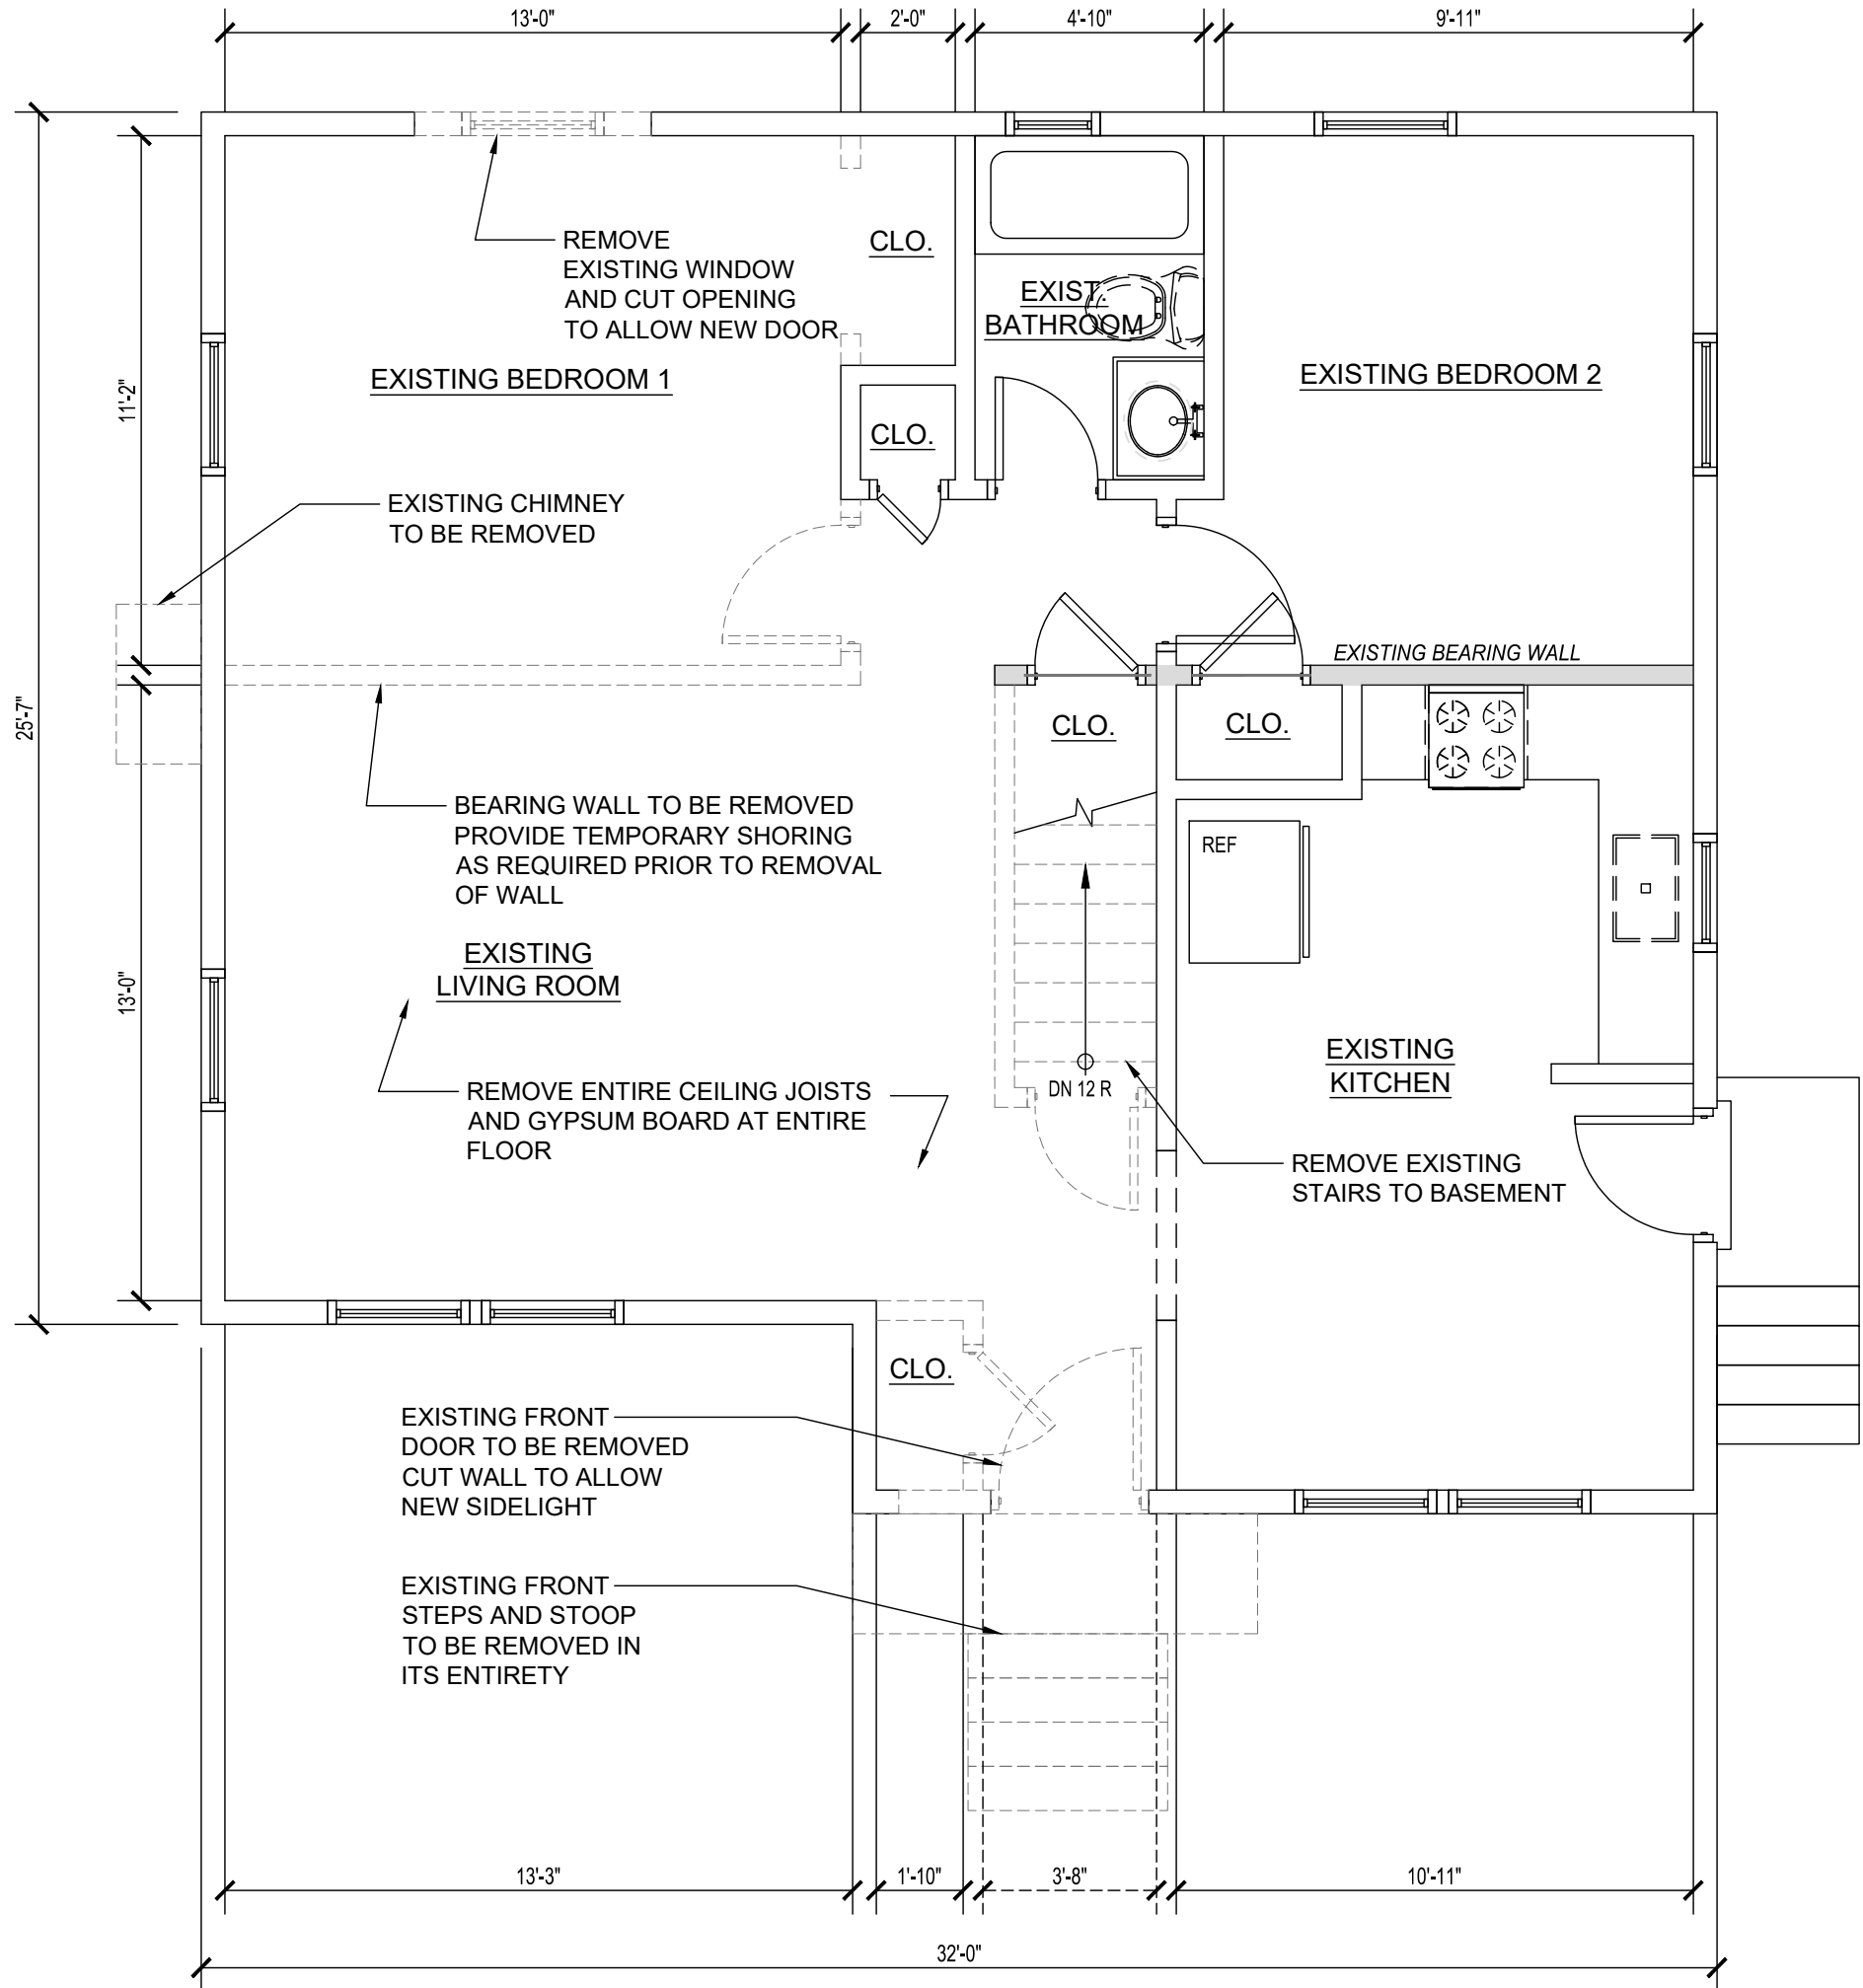 13'-0"
2'-0"
4'-10"
9'-11"
REMOVE
EXISTING WINDOW
AND CUT OPENING
TO ALLOW NEW DOOR
CLO.
EXIST.
BATHROOM
EXISTING BEDROOM 1
EXISTING BEDROOM 2
11'-2"
CLO.
EXISTING CHIMNEY
TO BE REMOVED
EXISTING BEARING WALL
25'-7"
CLO.
CLO.
BEARING WALL TO BE REMOVED
PROVIDE TEMPORARY SHORING
AS REQUIRED PRIOR TO REMOVAL
OF WALL
REF
EXISTING
LIVING ROOM
13'-0"
EXISTING
KITCHEN
REMOVE ENTIRE CEILING JOISTS
AND GYPSUM BOARD AT ENTIRE
FLOOR
DN 12 R
REMOVE EXISTING
STAIRS TO BASEMENT
CLO.
EXISTING FRONT
DOOR TO BE REMOVED
CUT WALL TO ALLOW
NEW SIDELIGHT
EXISTING FRONT
STEPS AND STOOP
TO BE REMOVED IN
ITS ENTIRETY
13'-3"
1'-10"
3'-8"
10'-11"
32'-0"